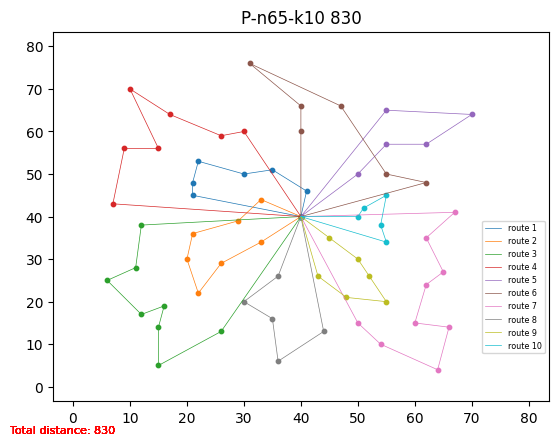 P-n65-k10 830
80
70
60
50
40
30
20
10
0
route 1
route 2
route 3
route 4
route 5
route 6
route 7
route 8
route 9
route 10
0 10 20 30 40 50 60 70 80
Total distance: 830